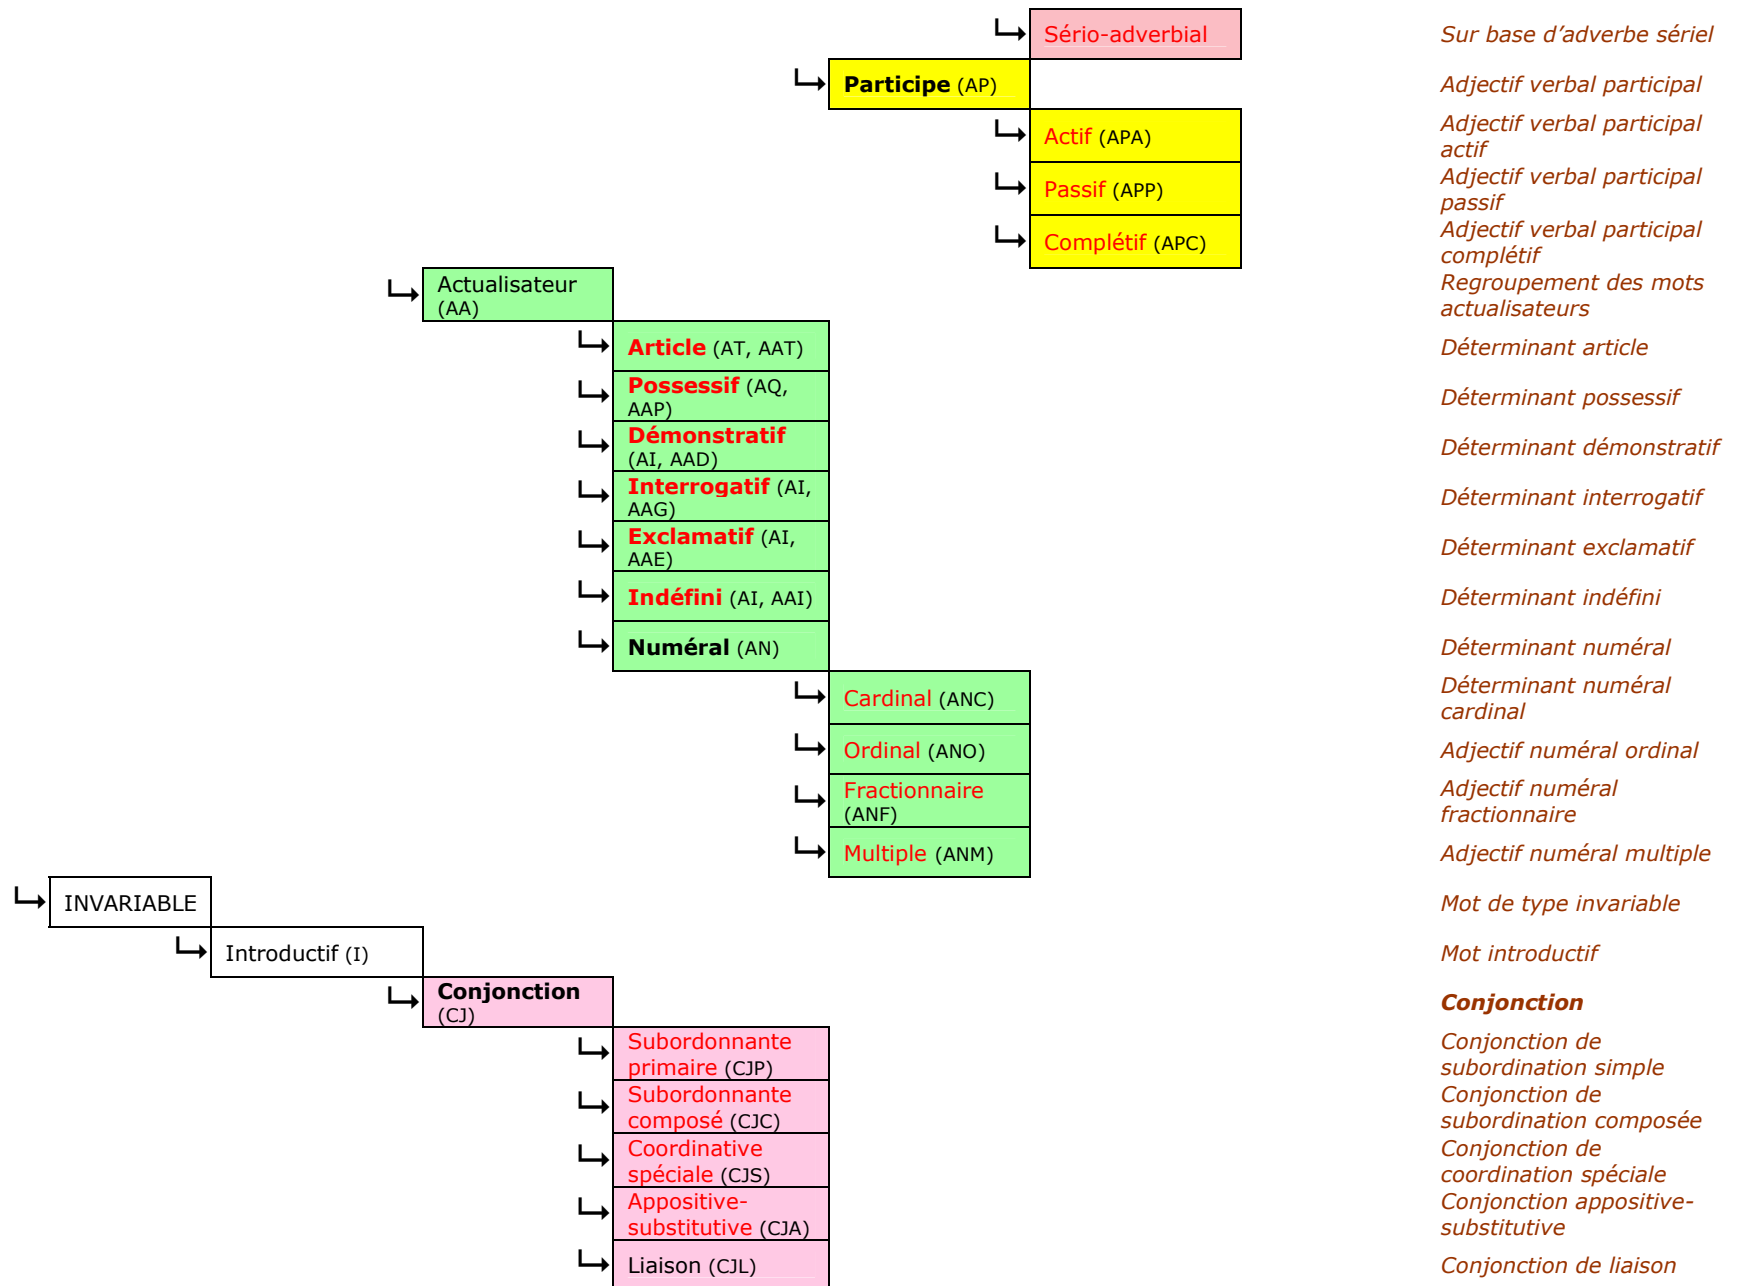 Sério-adverbial
Sur base d’adverbe sériel
Participe (AP)
Adjectif verbal participal
Actif (APA)
Adjectif verbal participal
actif
Passif (APP)
Adjectif verbal participal
passif
Complétif (APC)
Adjectif verbal participal
complétif
Actualisateur
(AA)
Regroupement des mots
actualisateurs
Article (AT, AAT)
Déterminant article
Possessif (AQ,
AAP)
Déterminant possessif
Démonstratif
(AI, AAD)
Déterminant démonstratif
Interrogatif (AI,
AAG)
Déterminant interrogatif
Exclamatif (AI,
AAE)
Déterminant exclamatif
Indéfini (AI, AAI)
Déterminant indéfini
Numéral (AN)
Déterminant numéral
Cardinal (ANC)
Déterminant numéral
cardinal
Ordinal (ANO)
Adjectif numéral ordinal
Fractionnaire
(ANF)
Adjectif numéral
fractionnaire
Multiple (ANM)
Adjectif numéral multiple
INVARIABLE
Mot de type invariable
Introductif (I)
Mot introductif
Conjonction
(CJ)
Conjonction
Subordonnante
primaire (CJP)
Conjonction de
subordination simple
Subordonnante
composé (CJC)
Conjonction de
subordination composée
Coordinative
spéciale (CJS)
Conjonction de
coordination spéciale
Appositive-
substitutive (CJA)
Conjonction appositive-
substitutive
Liaison (CJL)
Conjonction de liaison